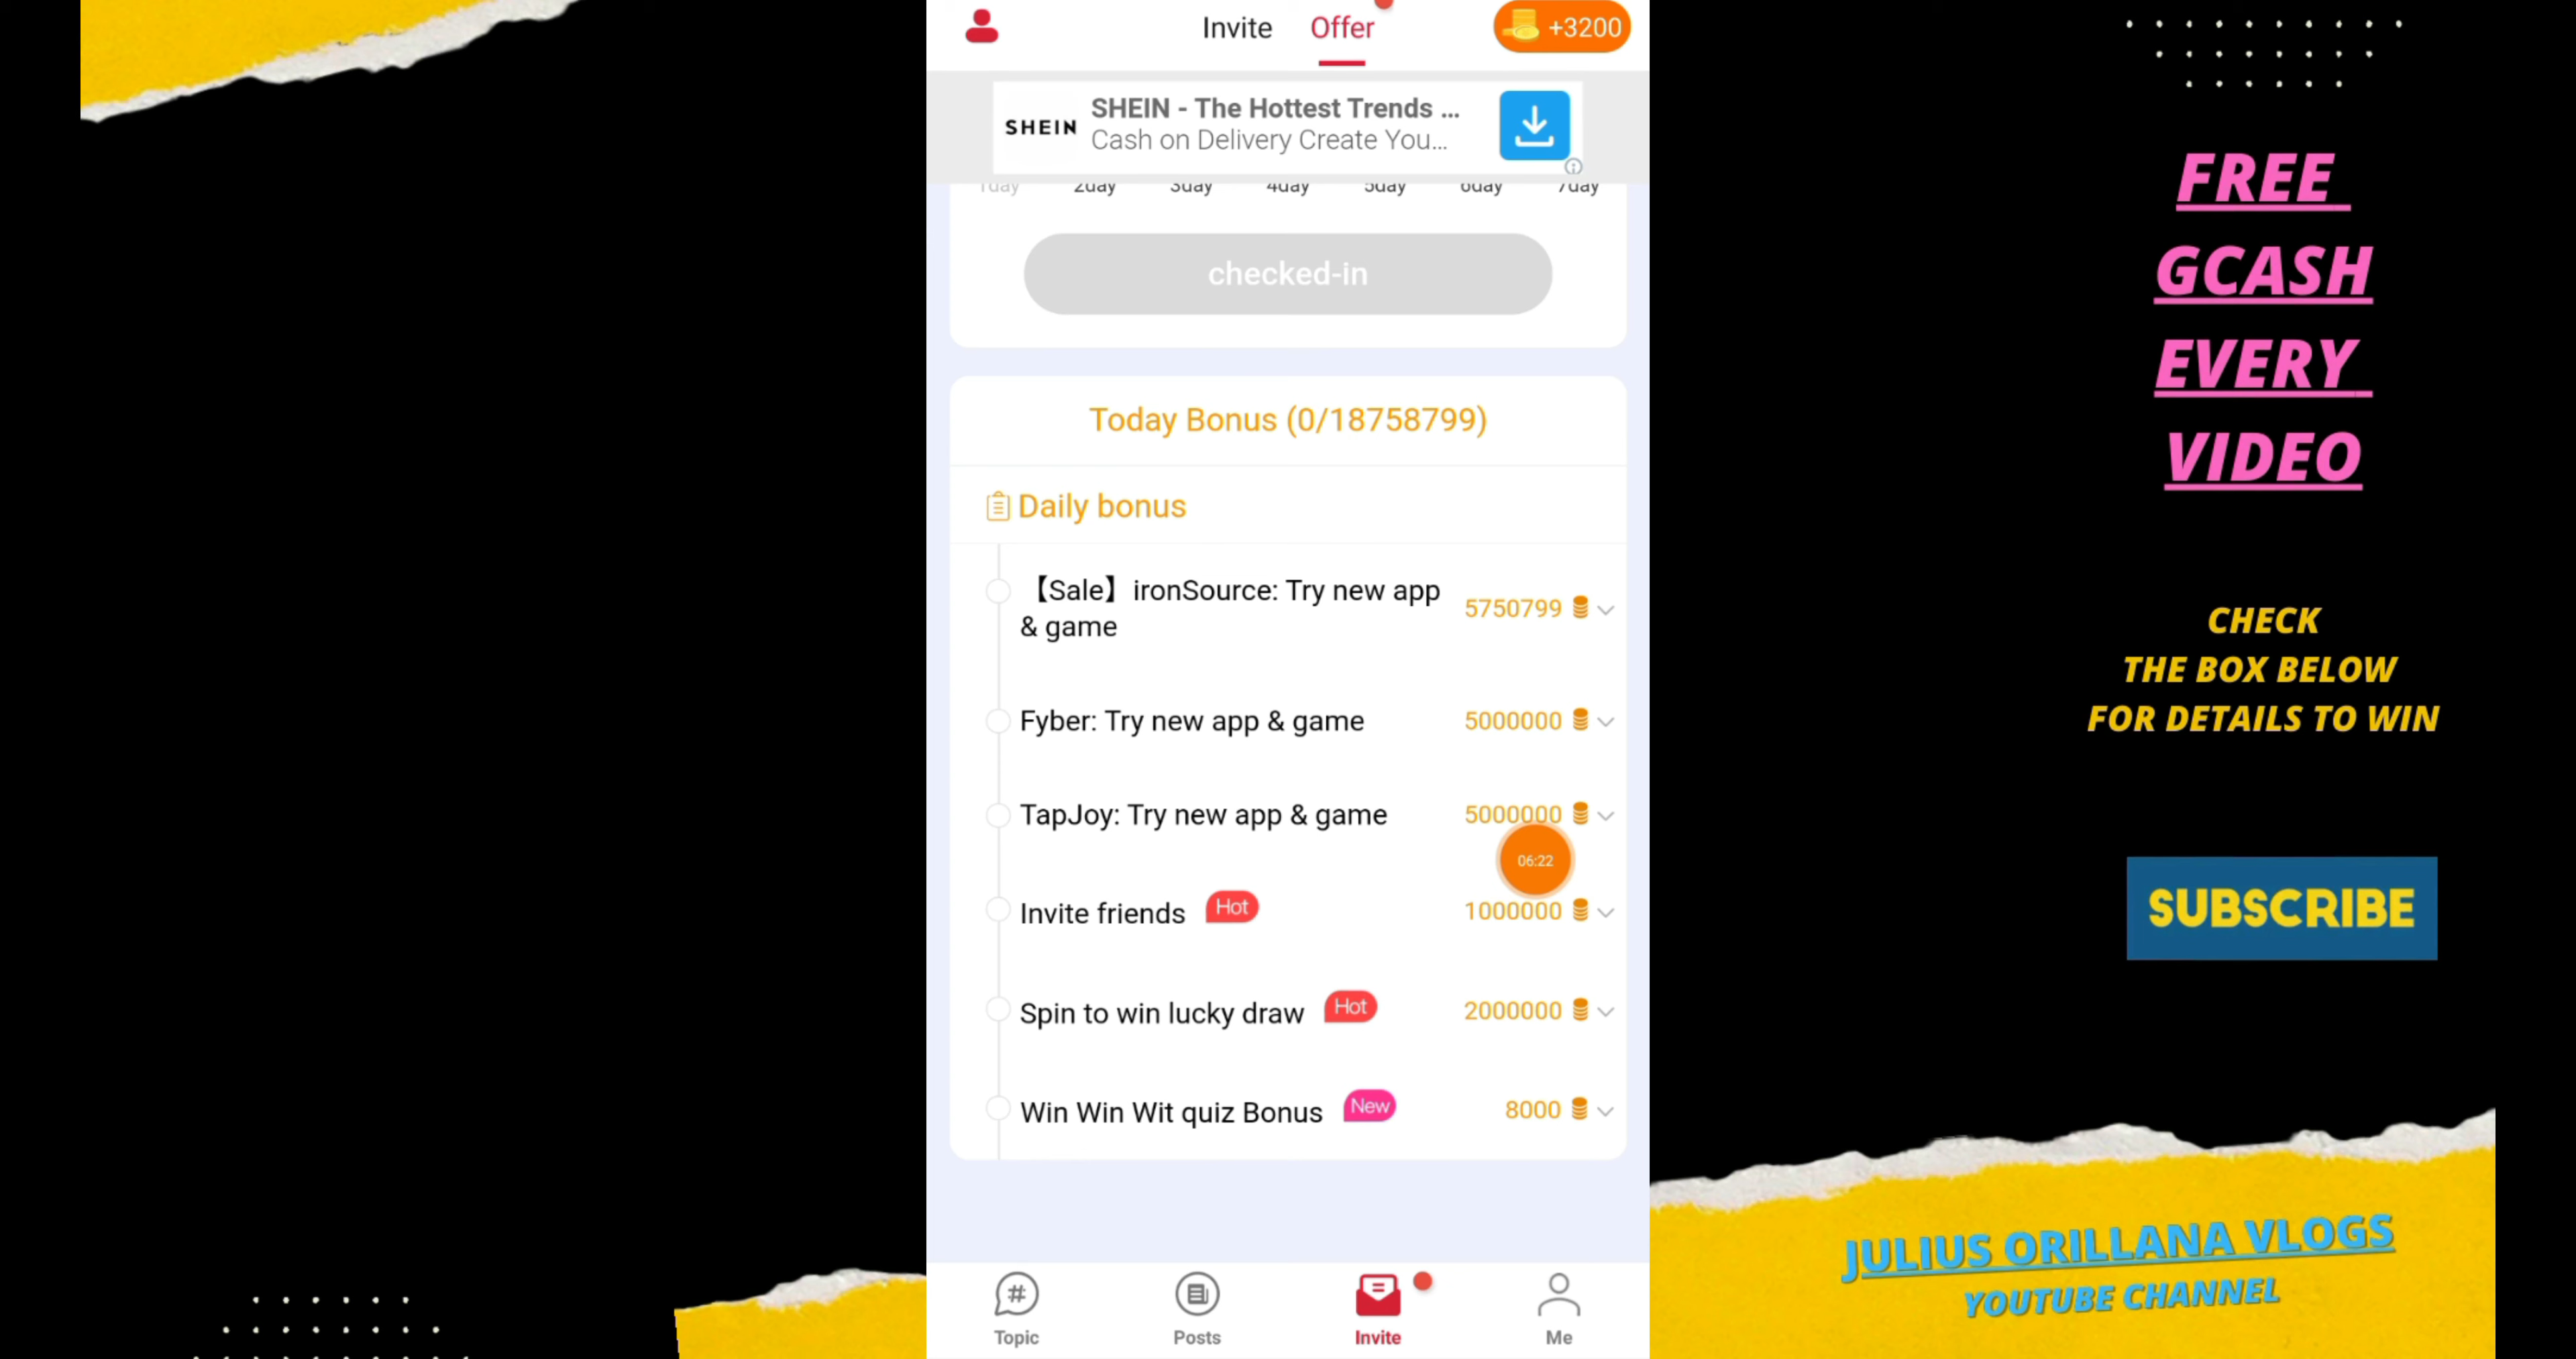 Invite Offer +3200
SHEIN
SHEIN - The Hottest Trends ...
Cash on Delivery Create You...
1day 2day 3day 4day 5day 6day 7day
checked-in
Today Bonus (0/18758799)
Daily bonus
【Sale】 ironSource: Try new app
& game
5750799
Fyber: Try new app & game 5000000
TapJoy: Try new app & game 5000000
06:22
Invite friends Hot 1000000
Spin to win lucky draw Hot 2000000
Win Win Wit quiz Bonus New 8000
Topic Posts Invite Me
FREE
GCASH
EVERY
VIDEO
CHECK
THE BOX BELOW
FOR DETAILS TO WIN
SUBSCRIBE
JULIUS ORILLANA VLOGS
YOUTUBE CHANNEL